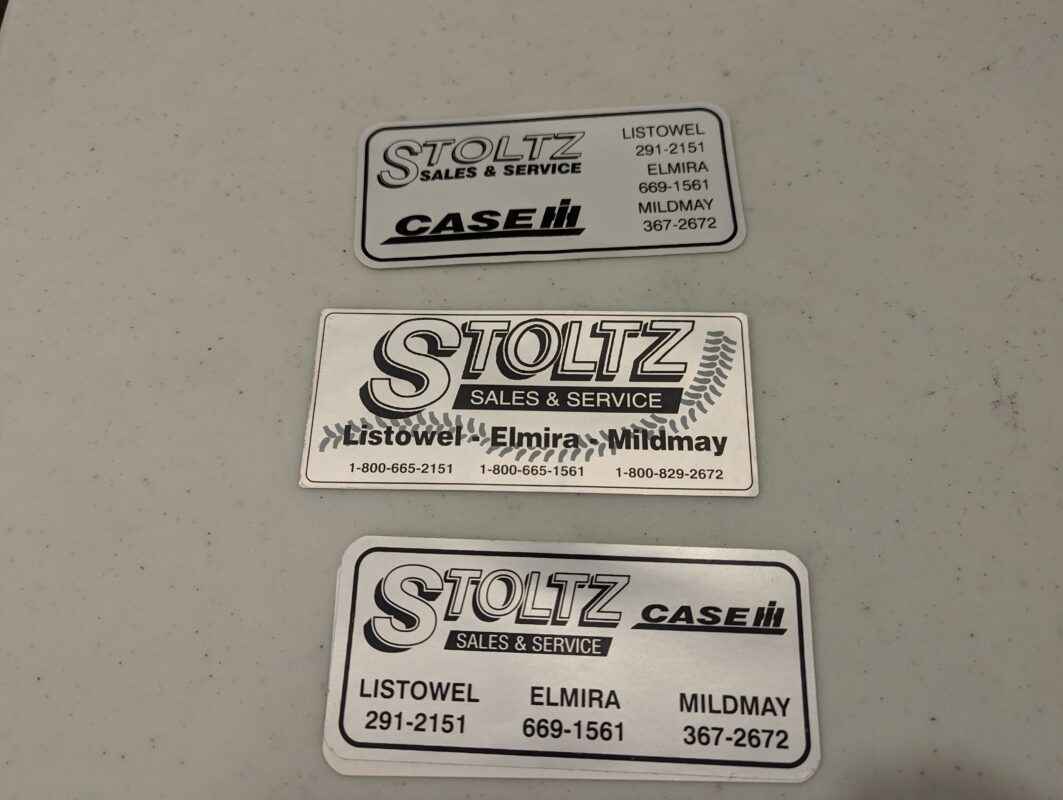 STOLTZ
SALES & SERVICE
CASE IH
LISTOWEL
291-2151
ELMIRA
669-1561
MILDMAY
367-2672
STOLTZ
SALES & SERVICE
Listowel - Elmira - Mildmay
1-800-665-2151 1-800-665-1561 1-800-829-2672
STOLTZ
SALES & SERVICE
CASE IH
LISTOWEL ELMIRA MILDMAY
291-2151 669-1561 367-2672